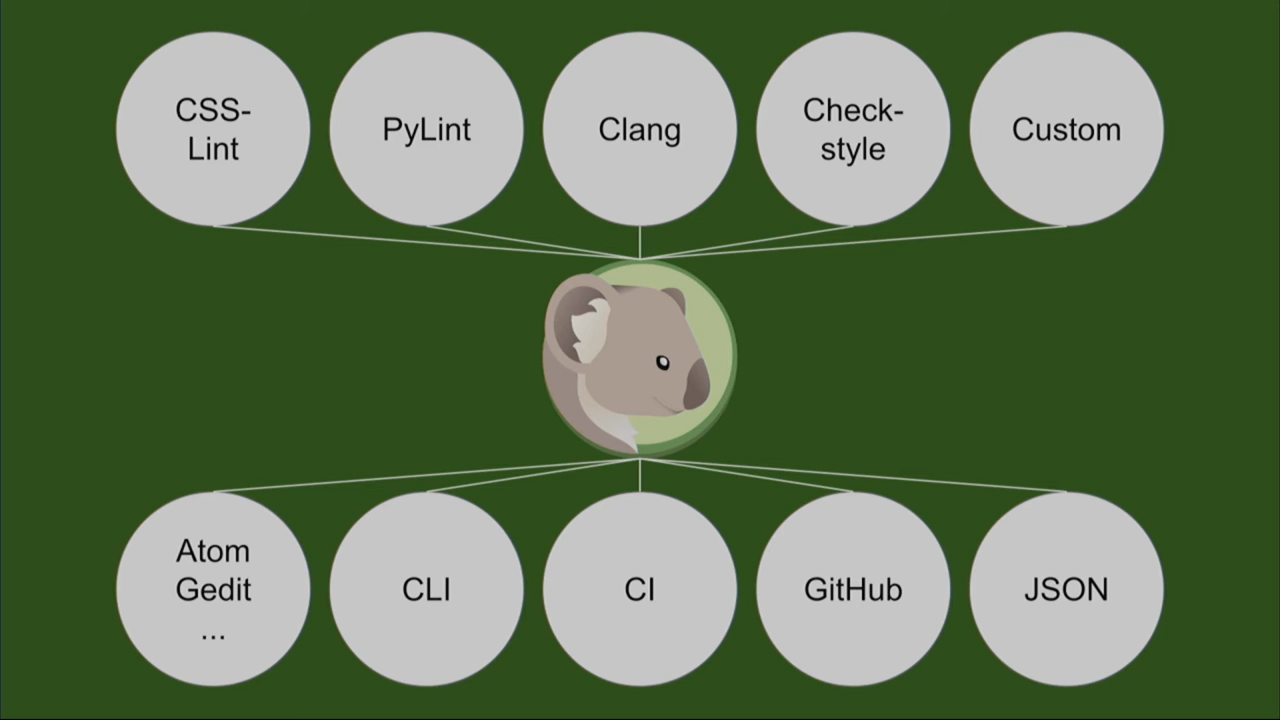 CSS-
Lint
PyLint
Clang
Check-
style
Custom
Atom
Gedit
...
CLI
CI
GitHub
JSON